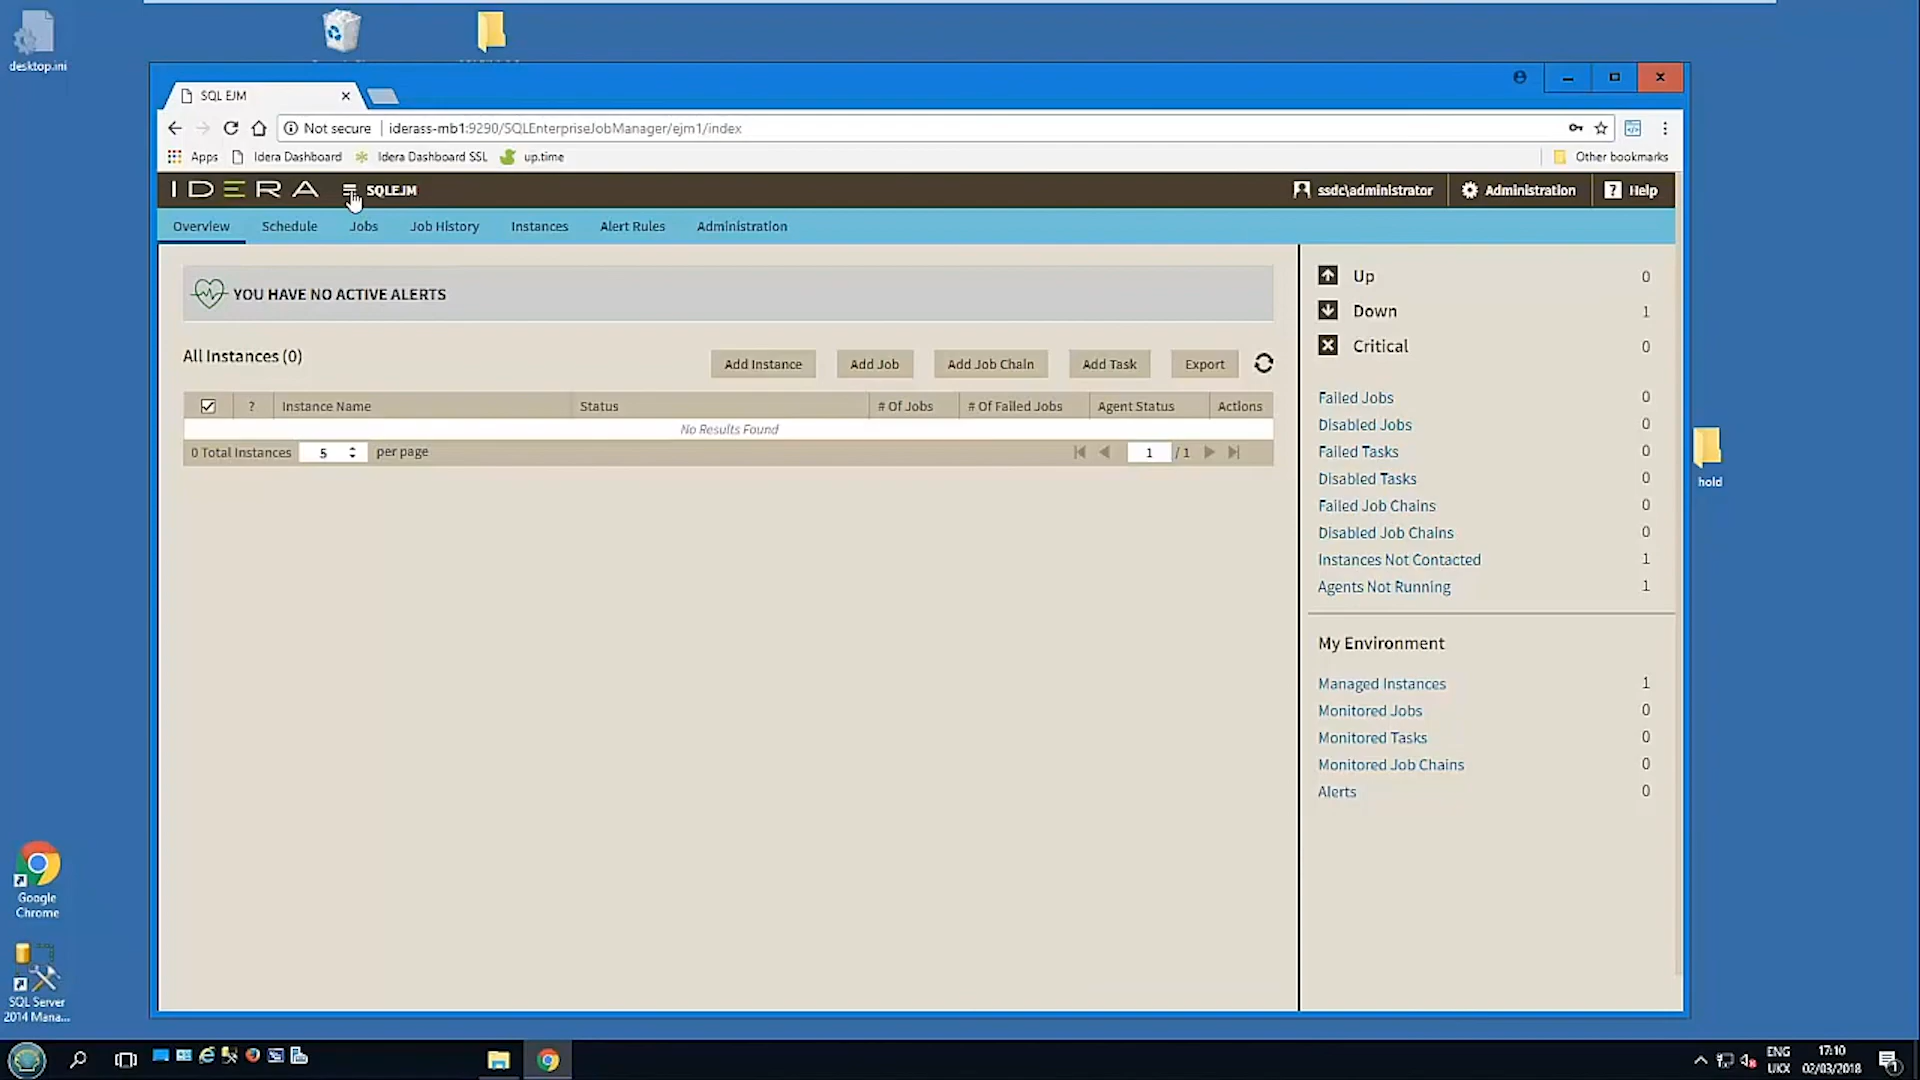 desktop.ini
SQL EJM
Not secure | iderass-mb1:9290/SQLEnterpriseJobManager/ejm1/index
Apps Idera Dashboard Idera Dashboard SSL up.time Other bookmarks
IDERA SQLEJM ssdc\administrator Administration ? Help
Overview Schedule Jobs Job History Instances Alert Rules Administration
YOU HAVE NO ACTIVE ALERTS
All Instances (0)
Add Instance Add Job Add Job Chain Add Task Export
? Instance Name Status # Of Jobs # Of Failed Jobs Agent Status Actions
No Results Found
0 Total Instances 5 per page 1 / 1
Up 0
Down 1
Critical 0
Failed Jobs 0
Disabled Jobs 0
Failed Tasks 0
Disabled Tasks 0
Failed Job Chains 0
Disabled Job Chains 0
Instances Not Contacted 1
Agents Not Running 1
My Environment
Managed Instances 1
Monitored Jobs 0
Monitored Tasks 0
Monitored Job Chains 0
Alerts 0
hold
Google
Chrome
SQL Server
2014 Mana...
ENG
UKX
17:10
02/03/2018
1